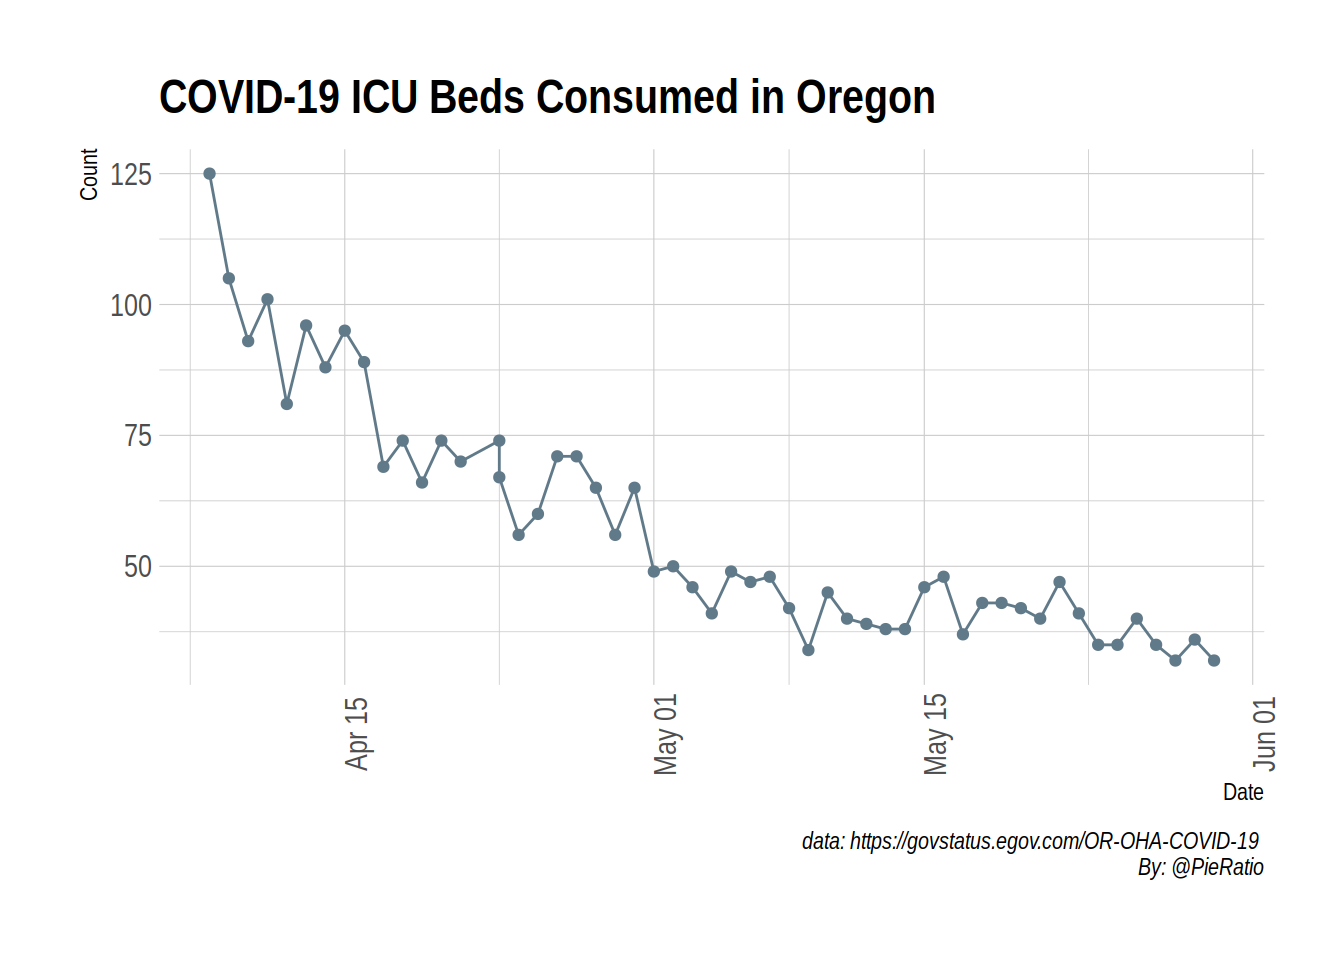 COVID-19 ICU Beds Consumed in Oregon
Count
125
100
75
50
Apr 15
May 01
May 15
Jun 01
Date
data: https://govstatus.egov.com/OR-OHA-COVID-19
By: @PieRatio